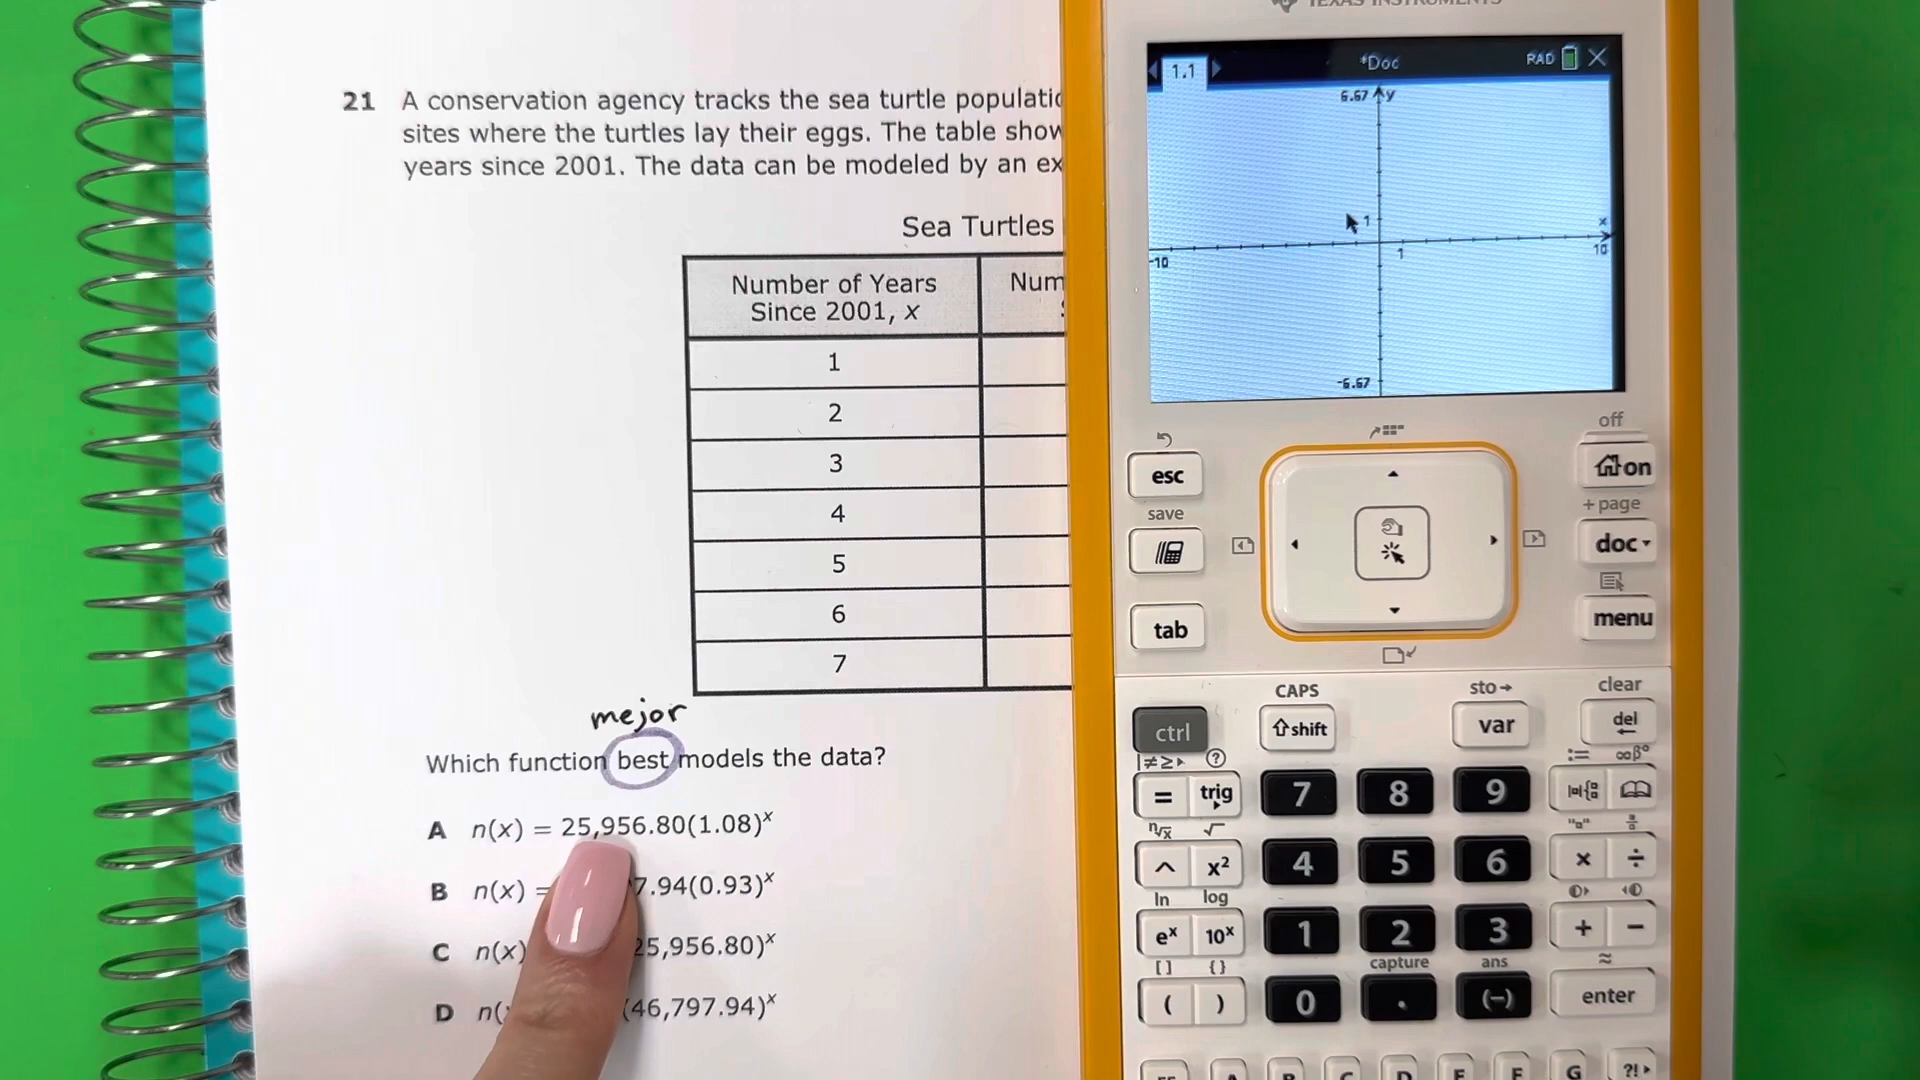 21 A conservation agency tracks the sea turtle
sites where the turtles lay their eggs. The table
years since 2001. The data can be modeled by an
Sea Turtles
Number of Years
Since 2001, x
1
2
3
4
5
6
7
mejor
Which function best models the data?
A n(x) = 25,956.80(1.08)ˣ
B n(x) = 7.94(0.93)ˣ
C n(x) 25,956.80)ˣ
D (46,797.94)ˣ
TEXAS INSTRUMENTS
1.1 *Doc RAD
6.67 y
1 x
-10 1 10
-6.67
off
esc on
save + page
doc
tab menu
CAPS sto→ clear
ctrl shift var del
= trig 7 8 9
^ x² 4 5 6 × ÷
ln log
eˣ 10ˣ 1 2 3 + −
[] {} capture ans ≈
( ) 0 . (−) enter
G ?!